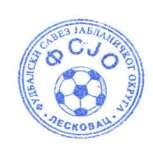 ФУДБАЛСКИ САВЕЗ ЈАБЛАНИЧКОГ ОКРУГА
ФСЈО
• ЛЕСКОВАЦ •